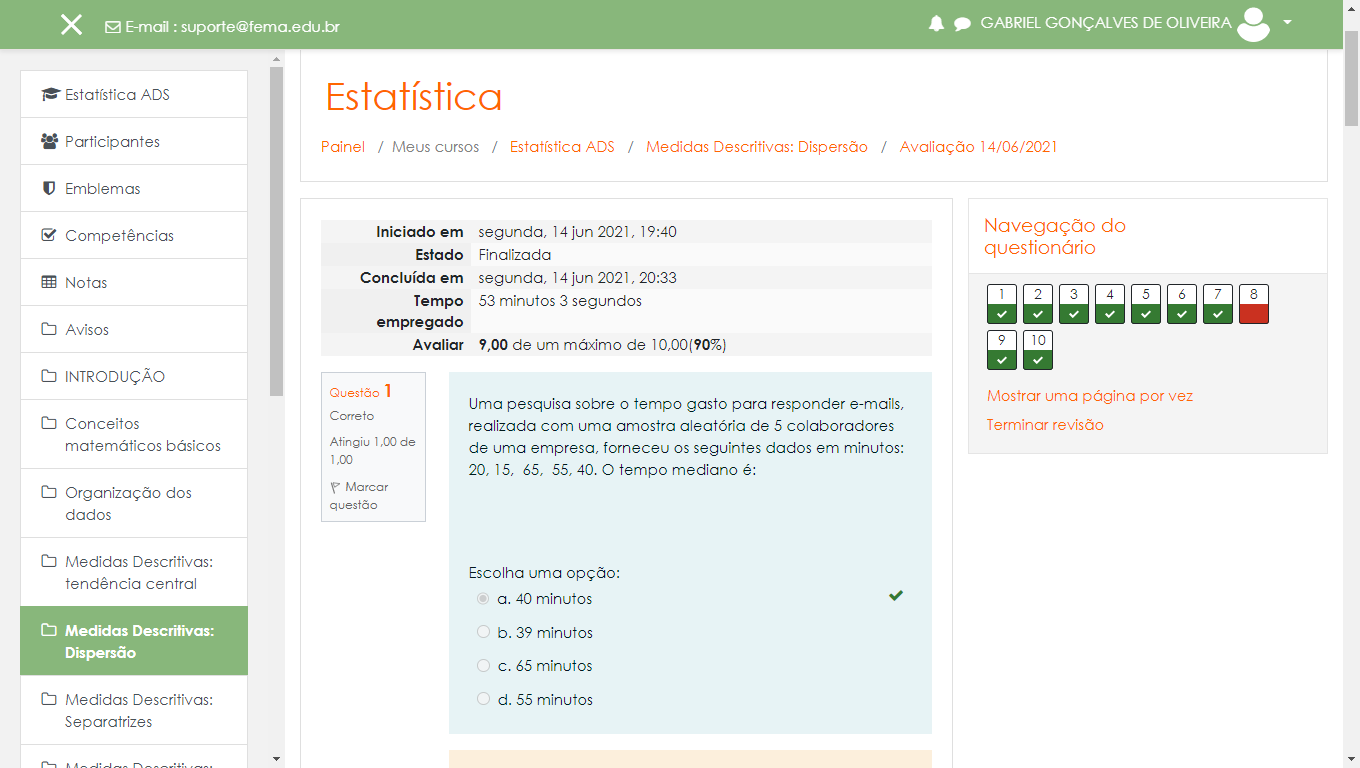 E-mail : suporte@fema.edu.br
GABRIEL GONÇALVES DE OLIVEIRA
Estatística ADS
Participantes
Emblemas
Competências
Notas
Avisos
INTRODUÇÃO
Conceitos
matemáticos básicos
Organização dos
dados
Medidas Descritivas:
tendência central
Medidas Descritivas:
Dispersão
Medidas Descritivas:
Separatrizes
Medidas Descritivas:
Estatística
Painel / Meus cursos / Estatística ADS / Medidas Descritivas: Dispersão / Avaliação 14/06/2021
Iniciado em segunda, 14 jun 2021, 19:40
Estado Finalizada
Concluída em segunda, 14 jun 2021, 20:33
Tempo 53 minutos 3 segundos
empregado
Avaliar 9,00 de um máximo de 10,00(90%)
Questão 1
Correto
Atingiu 1,00 de
1,00
Marcar
questão
Uma pesquisa sobre o tempo gasto para responder e-mails,
realizada com uma amostra aleatória de 5 colaboradores
de uma empresa, forneceu os seguintes dados em minutos:
20, 15, 65, 55, 40. O tempo mediano é:
Escolha uma opção:
a. 40 minutos
b. 39 minutos
c. 65 minutos
d. 55 minutos
Navegação do
questionário
1 2 3 4 5 6 7 8
9 10
Mostrar uma página por vez
Terminar revisão